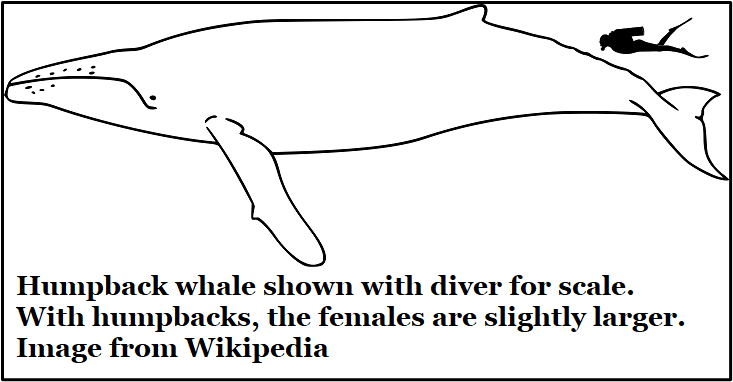 Humpback whale shown with diver for scale.
With humpbacks, the females are slightly larger.
Image from Wikipedia